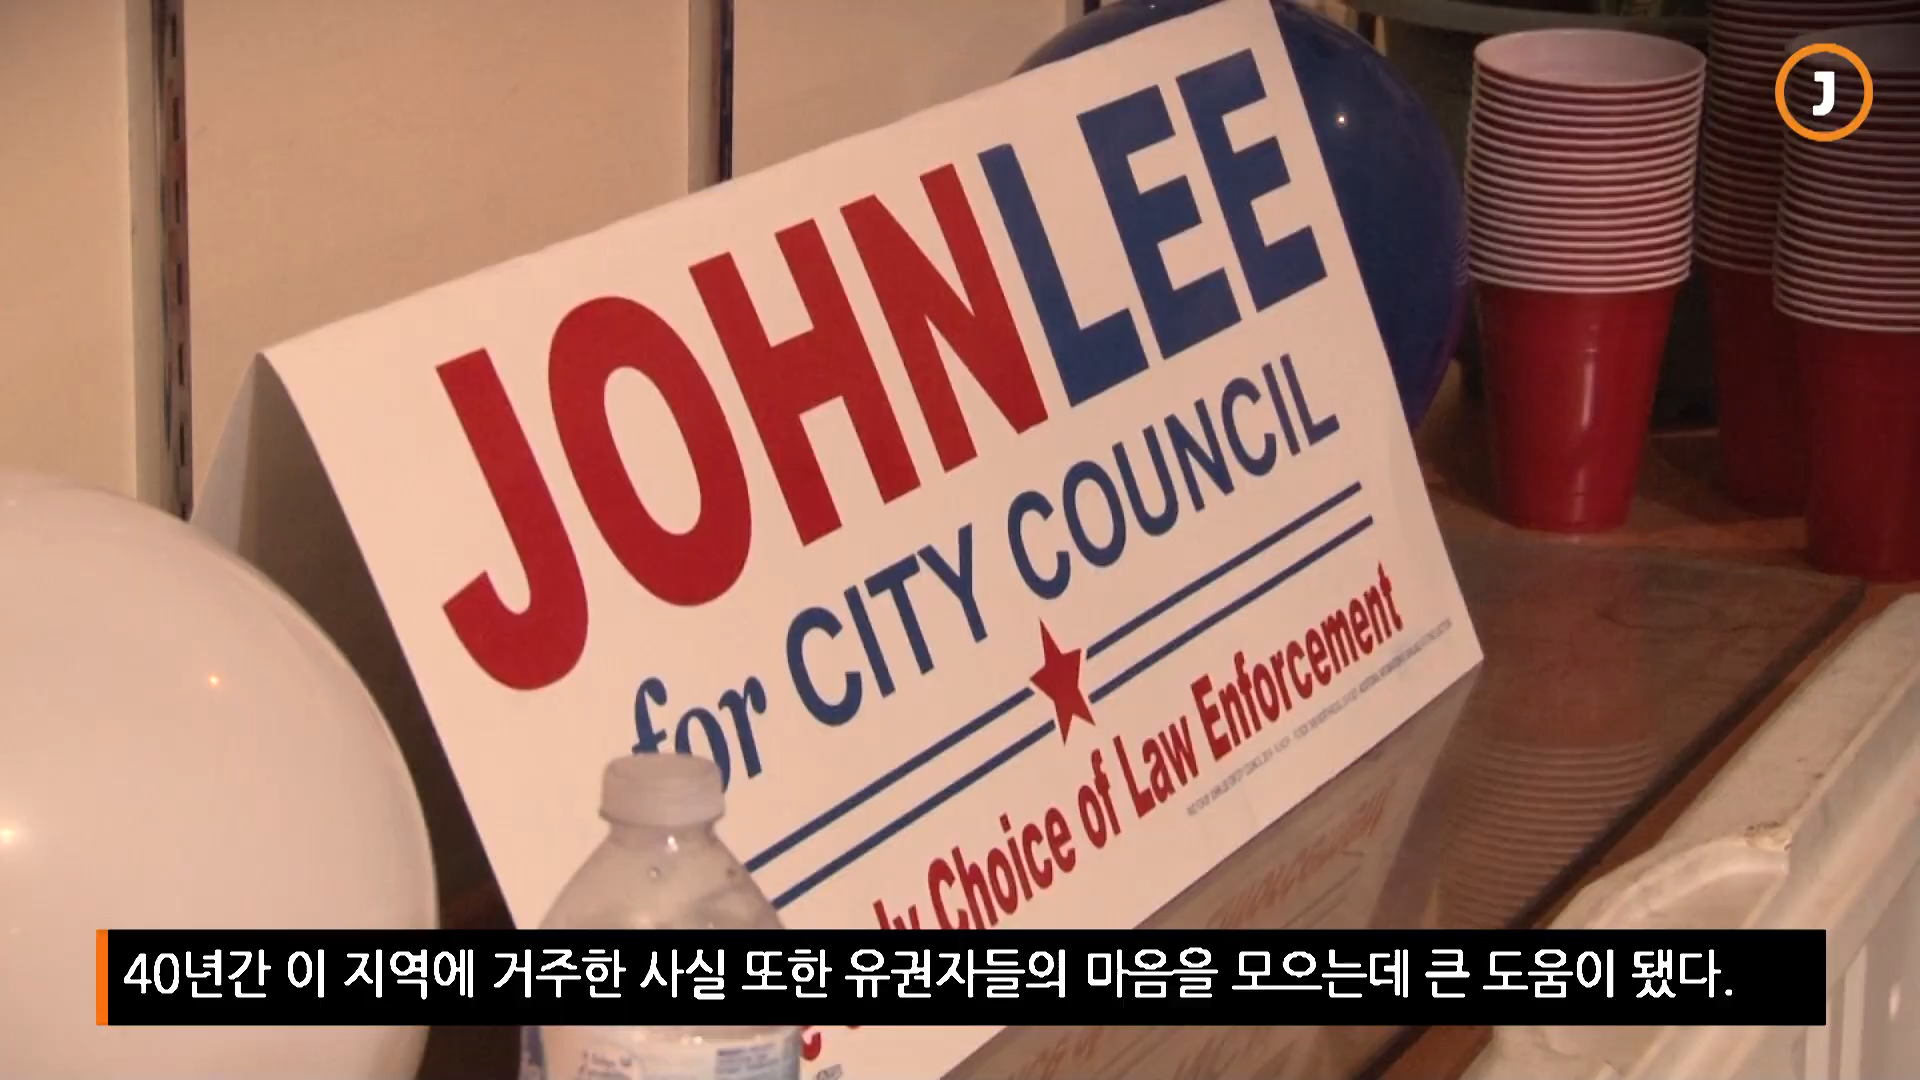 J
JOHN LEE
for CITY COUNCIL
Choice of Law Enforcement
40년간 이 지역에 거주한 사실 또한 유권자들의 마음을 모으는데 큰 도움이 됐다.